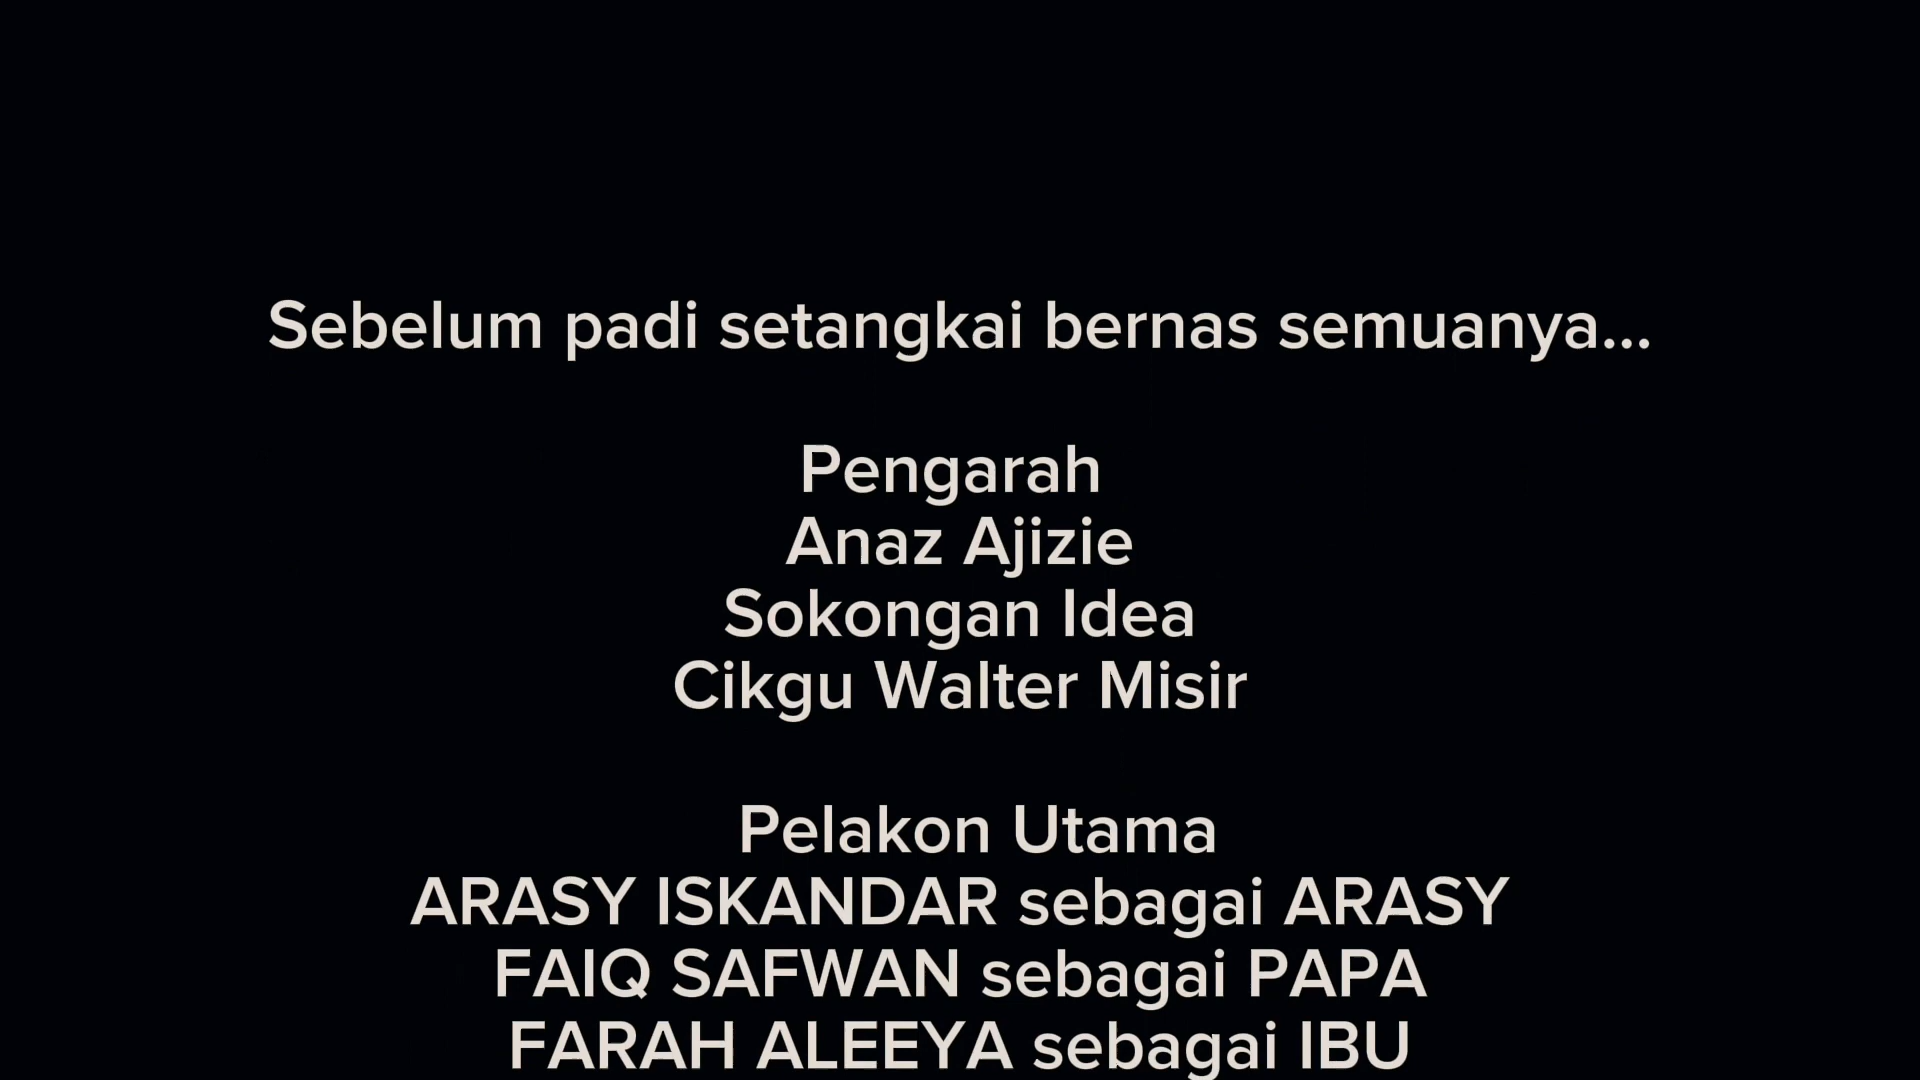 Sebelum padi setangkai bernas semuanya...
Pengarah
Anaz Ajizie
Sokongan Idea
Cikgu Walter Misir
Pelakon Utama
ARASY ISKANDAR sebagai ARASY
FAIQ SAFWAN sebagai PAPA
FARAH ALEEYA sebagai IBU